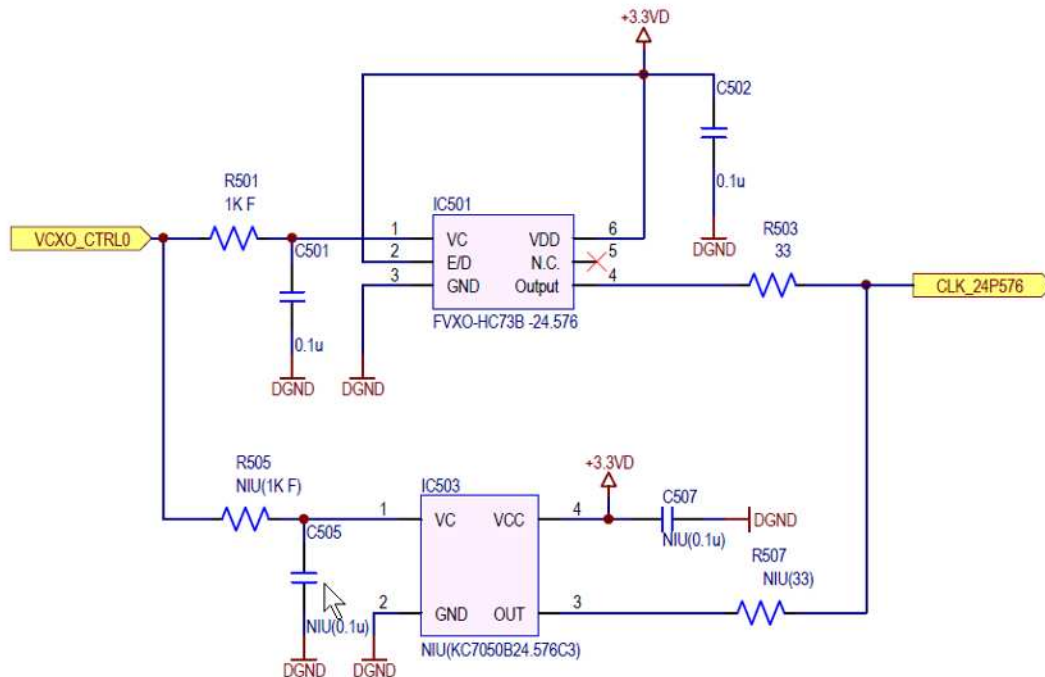 +3.3VD
C502
0.1u
DGND
R501
1K F
VCXO_CTRL0
C501
0.1u
DGND
DGND
IC501
1 VC VDD 6
2 E/D N.C. 5
3 GND Output 4
FVXO-HC73B -24.576
R503
33
CLK_24P576
R505
NIU(1K F)
C505
NIU(0.1u)
DGND
DGND
IC503
1 VC VCC 4
2 GND OUT 3
NIU(KC7050B24.576C3)
+3.3VD
C507
NIU(0.1u)
DGND
R507
NIU(33)